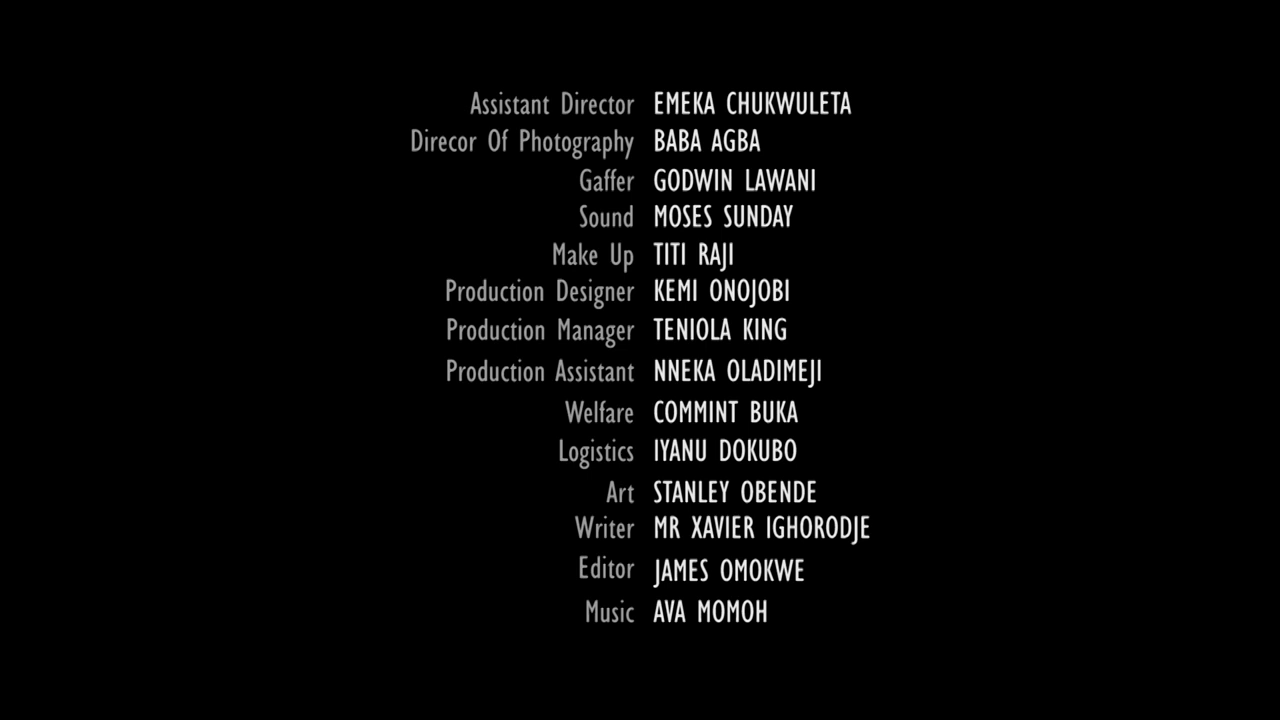 Assistant Director EMEKA CHUKWULETA
Direcor Of Photography BABA AGBA
Gaffer GODWIN LAWANI
Sound MOSES SUNDAY
Make Up TITI RAJI
Production Designer KEMI ONOJOBI
Production Manager TENIOLA KING
Production Assistant NNEKA OLADIMEJI
Welfare COMMINT BUKA
Logistics IYANU DOKUBO
Art STANLEY OBENDE
Writer MR XAVIER IGHORODJE
Editor JAMES OMOKWE
Music AVA MOMOH